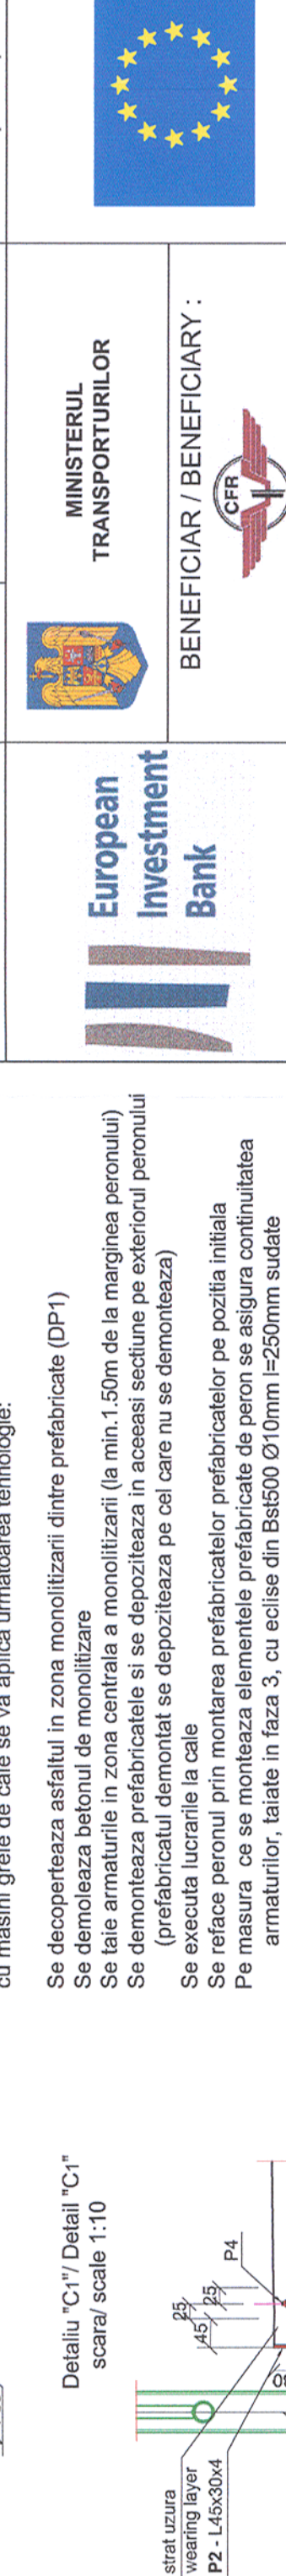 cu masini grele de cale se va aplica urmatoarea tehnologie:
Se decoperteaza asfaltul in zona monolitizarii dintre prefabricate (DP1)
Se demoleaza betonul de monolitizare
Se taie armaturile in zona centrala a monolitizarii (la min.1.50m de la marginea peronului)
Se demonteaza prefabricatele si se depoziteaza in aceeasi sectiune pe exteriorul peronului
(prefabricatul demontat se depoziteaza pe cel care nu se demonteaza)
Se executa lucrarile la cale
Se reface peronul prin montarea prefabricatelor prefabricatelor pe pozitia initiala
Pe masura ce se monteaza elementele prefabricate de peron se asigura continuitatea
armaturilor, taiate in faza 3, cu eclise din Bst500 Ø10mm l=250mm sudate
Detaliu "C1"/ Detail "C1"
scara/ scale 1:10
strat uzura
wearing layer
P2 - L45x30x4
45
25
25
P4
European
Investment
Bank
MINISTERUL
TRANSPORTURILOR
BENEFICIAR / BENEFICIARY :
CFR